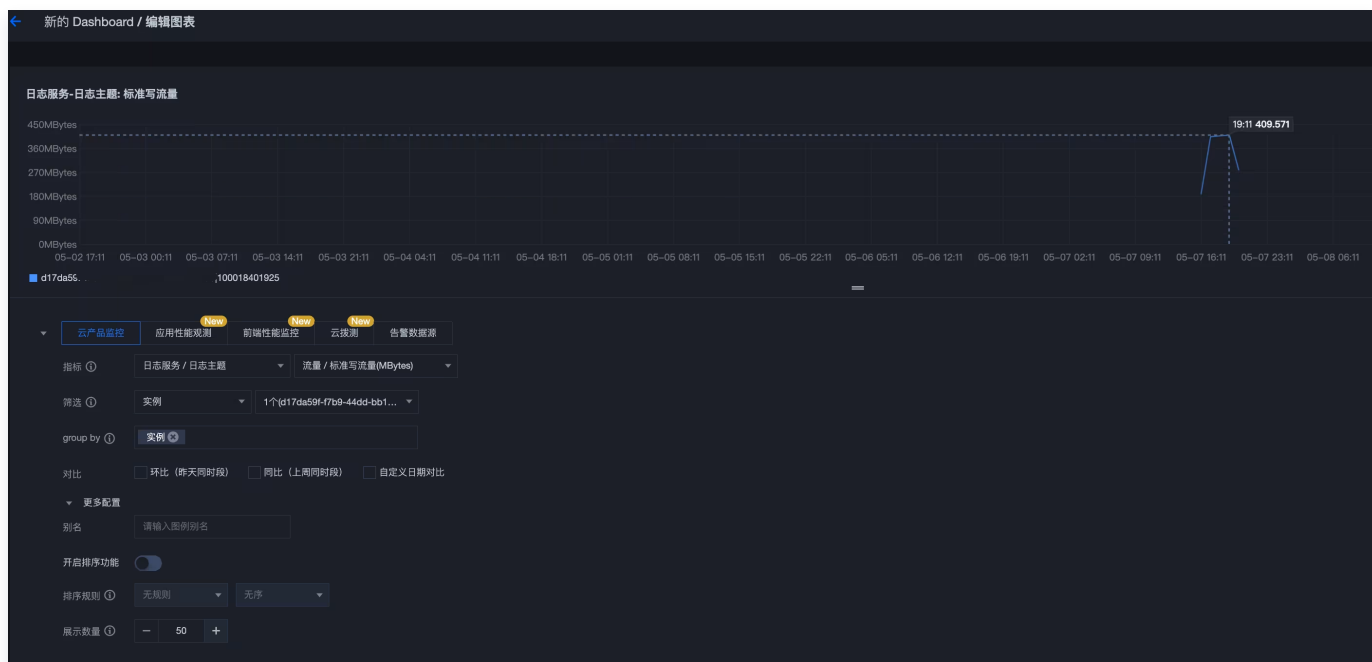 新的 Dashboard / 编辑图表
日志服务-日志主题: 标准写流量
450MBytes
360MBytes
270MBytes
180MBytes
90MBytes
0MBytes
19:11 409.571
05-02 17:11 05-03 00:11 05-03 07:11 05-03 14:11 05-03 21:11 05-04 04:11 05-04 11:11 05-04 18:11 05-05 01:11 05-05 08:11 05-05 15:11 05-05 22:11 05-06 05:11 05-06 12:11 05-06 19:11 05-07 02:11 05-07 09:11 05-07 16:11 05-07 23:11 05-08 06:11
,100018401925
云产品监控 应用性能观测 New 前端性能监控 New 云拨测 New 告警数据源
指标 日志服务 / 日志主题 流量 / 标准写流量(MBytes)
筛选 实例 1个(d17da59f-f7b9-44dd-bb1...
group by 实例
对比 环比（昨天同时段） 同比（上周同时段） 自定义日期对比
更多配置
别名 请输入图例别名
开启排序功能
排序规则 无规则 无序
展示数量 − 50 +